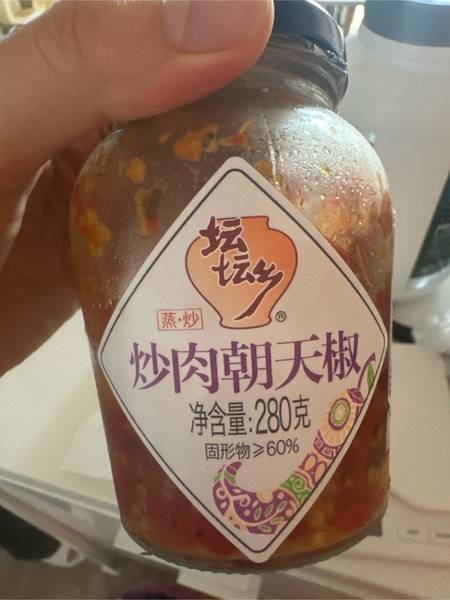 坛坛乡®
蒸·炒
炒肉朝天椒
净含量:280克
固形物≥60%